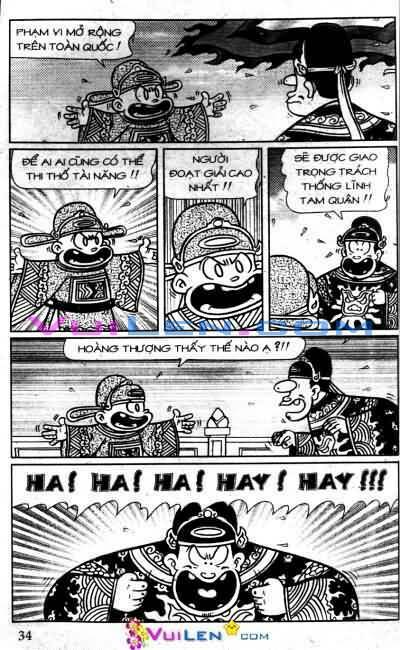 PHẠM VI MỞ RỘNG
TRÊN TOÀN QUỐC!
ĐỂ AI AI CŨNG CÓ THỂ
THI THỐ TÀI NĂNG!!
NGƯỜI
ĐOẠT GIẢI CAO
NHẤT!!
SẼ ĐƯỢC GIAO
TRỌNG TRÁCH
THỐNG LĨNH
TAM QUÂN!!
VUILEN.COM
HOÀNG THƯỢNG THẤY THẾ NÀO Ạ?!!
HA! HA! HA! HAY! HAY!!!
34
VUILEN.COM